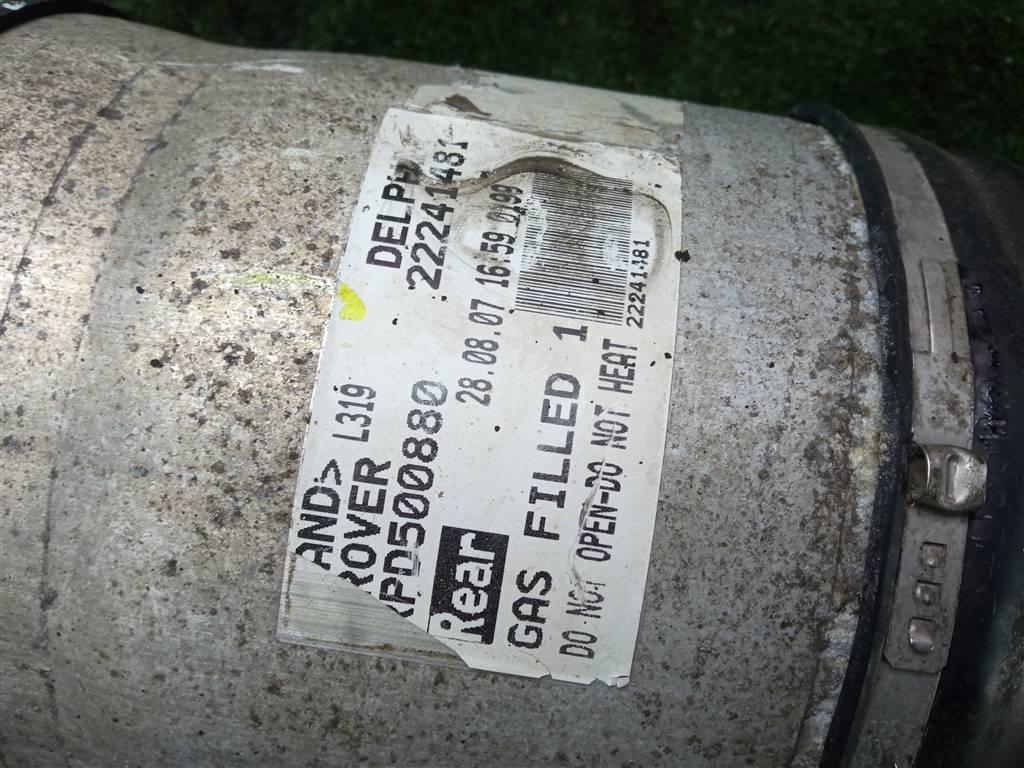 DELPHI
22241481
AND> L319
ROVER
RPD500880
28.08.07 16:59 0199
Rear
22241481
GAS FILLED 1
DO NOT OPEN-DO NOT HEAT